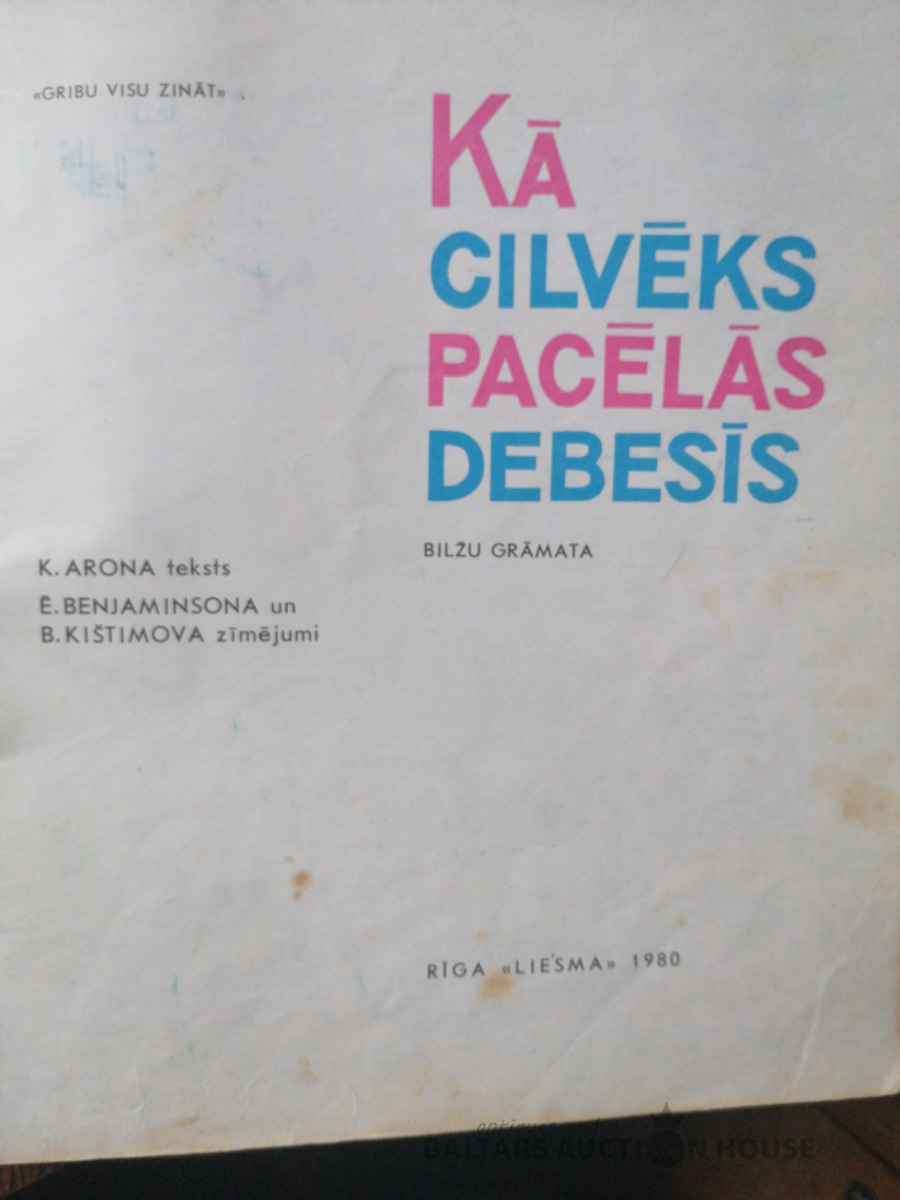 «GRIBU VISU ZINĀT»
KĀ
CILVĒKS
PACĒLĀS
DEBESĪS
BILŽU GRĀMATA
K. ARONA teksts
Ē. BENJAMINSONA un
B. KIŠTIMOVA zīmējumi
RĪGA «LIESMA» 1980
BALTARS AUCTION HOUSE